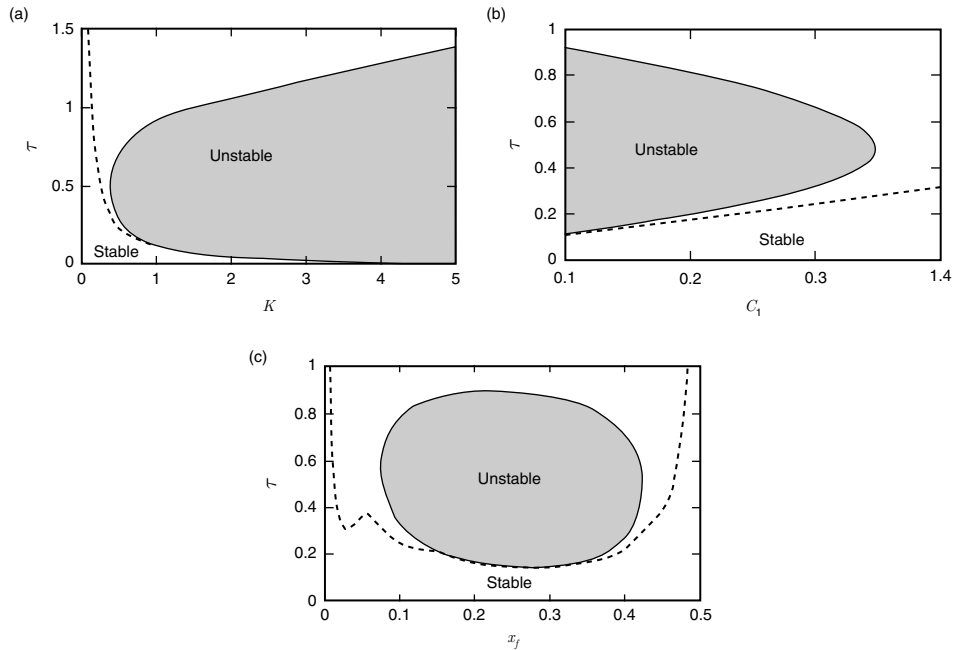 (a)
1.5
1
0.5
0
τ
Unstable
Stable
0 1 2 3 4 5
K
(b)
1
0.8
0.6
0.4
0.2
0
τ
Unstable
Stable
0.1 0.2 0.3 1.4
C₁
(c)
1
0.8
0.6
0.4
0.2
0
τ
Unstable
Stable
0 0.1 0.2 0.3 0.4 0.5
x_f